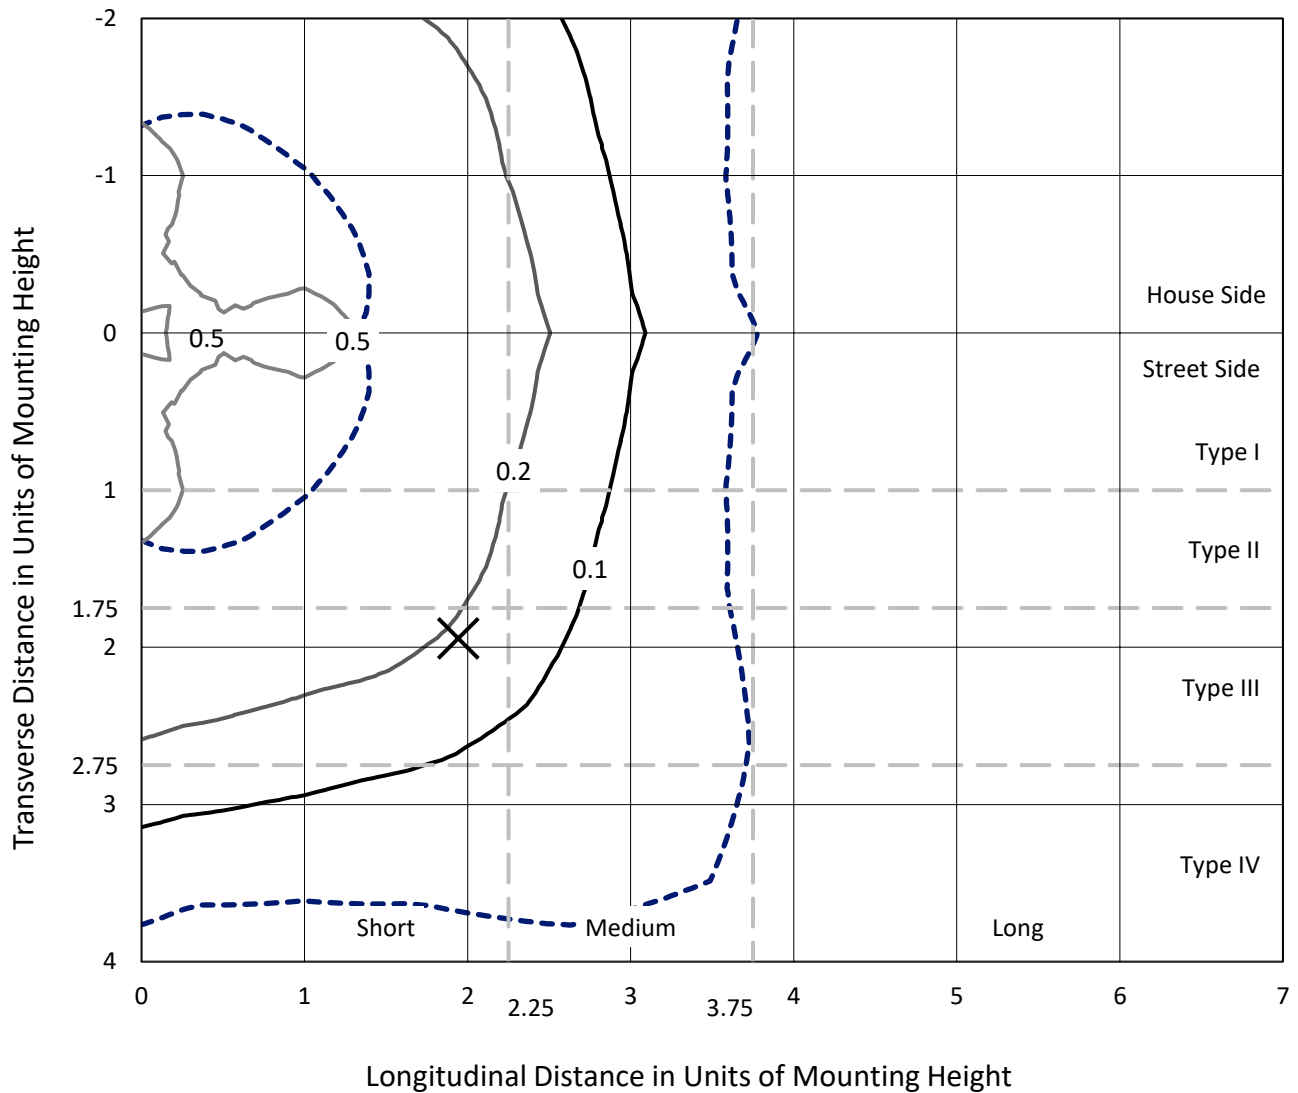 Transverse Distance in Units of Mounting Height
-2
-1
0
1
1.75
2
2.75
3
4
0.5
0.5
0.2
0.1
House Side
Street Side
Type I
Type II
Type III
Type IV
Short
Medium
Long
0
1
2
2.25
3
3.75
4
5
6
7
Longitudinal Distance in Units of Mounting Height